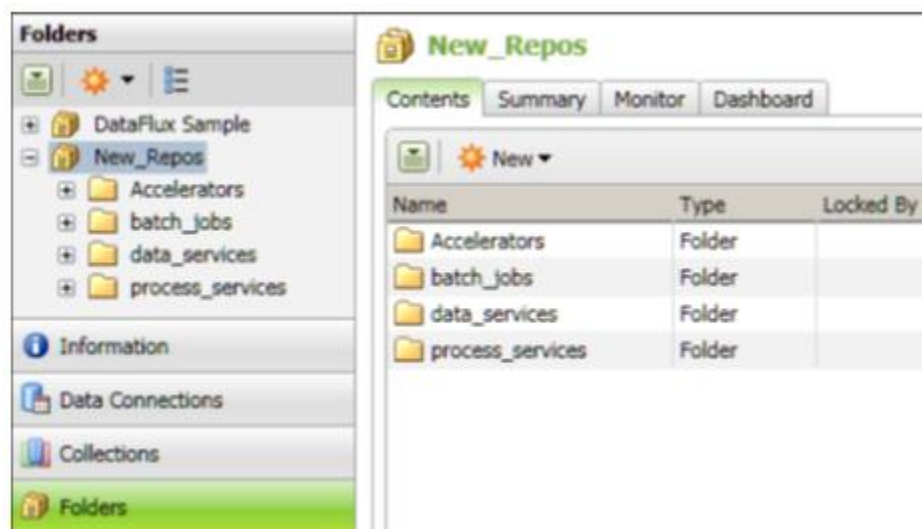 Folders
DataFlux Sample
New_Repos
Accelerators
batch_jobs
data_services
process_services
Information
Data Connections
Collections
Folders
New_Repos
Contents Summary Monitor Dashboard
New
Name Type Locked By
Accelerators Folder
batch_jobs Folder
data_services Folder
process_services Folder